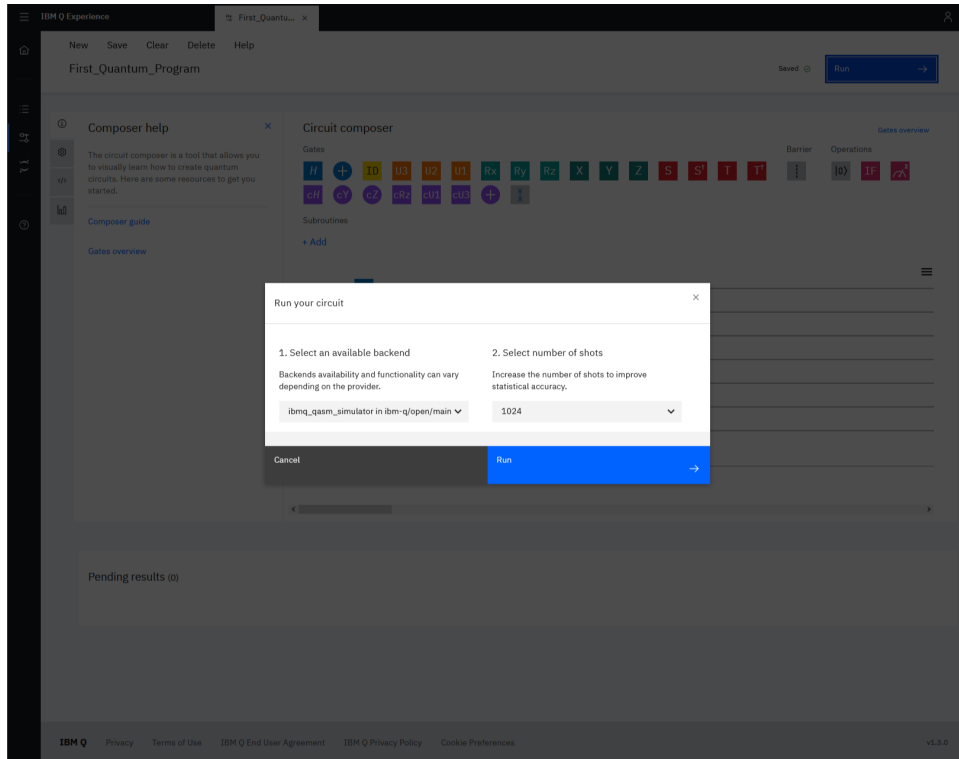 IBM Q Experience
First_Quantu... ×
New Save Clear Delete Help
First_Quantum_Program
Saved
Run →
Composer help ×
The circuit composer is a tool that allows you
to visually learn how to create quantum
circuits. Here are some resources to get you
started.
Composer guide
Gates overview
Circuit composer
Gates overview
Gates
Barrier
Operations
H + ID U3 U2 U1 Rx Ry Rz X Y Z S S† T T† |0⟩ IF
cH cY cZ cRz cU1 cU3 +
Subroutines
+ Add
Run your circuit ×
1. Select an available backend
Backends availability and functionality can vary
depending on the provider.
ibmq_qasm_simulator in ibm-q/open/main
2. Select number of shots
Increase the number of shots to improve
statistical accuracy.
1024
Cancel
Run →
Pending results (0)
IBM Q Privacy Terms of Use IBM Q End User Agreement IBM Q Privacy Policy Cookie Preferences v1.3.0